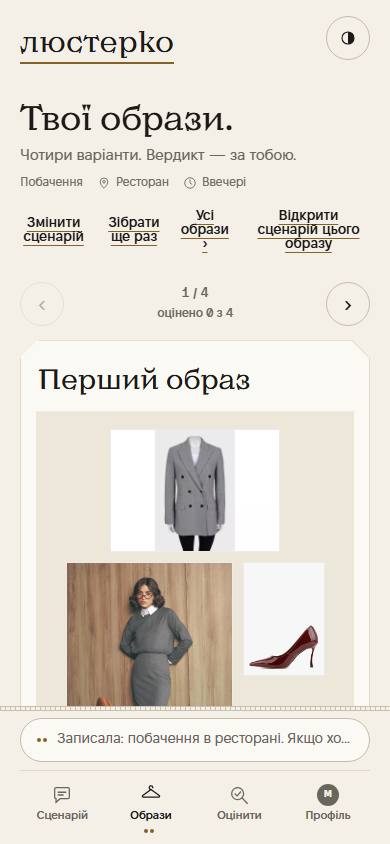 люстерко
Твої образи.
Чотири варіанти. Вердикт — за тобою.
Побачення Ресторан Ввечері
Змінити сценарій
Зібрати ще раз
Усі образи ›
Відкрити сценарій цього образу
‹ 1 / 4 ›
оцінено 0 з 4
Перший образ
Записала: побачення в ресторані. Якщо хо...
Сценарій Образи Оцінити М Профіль